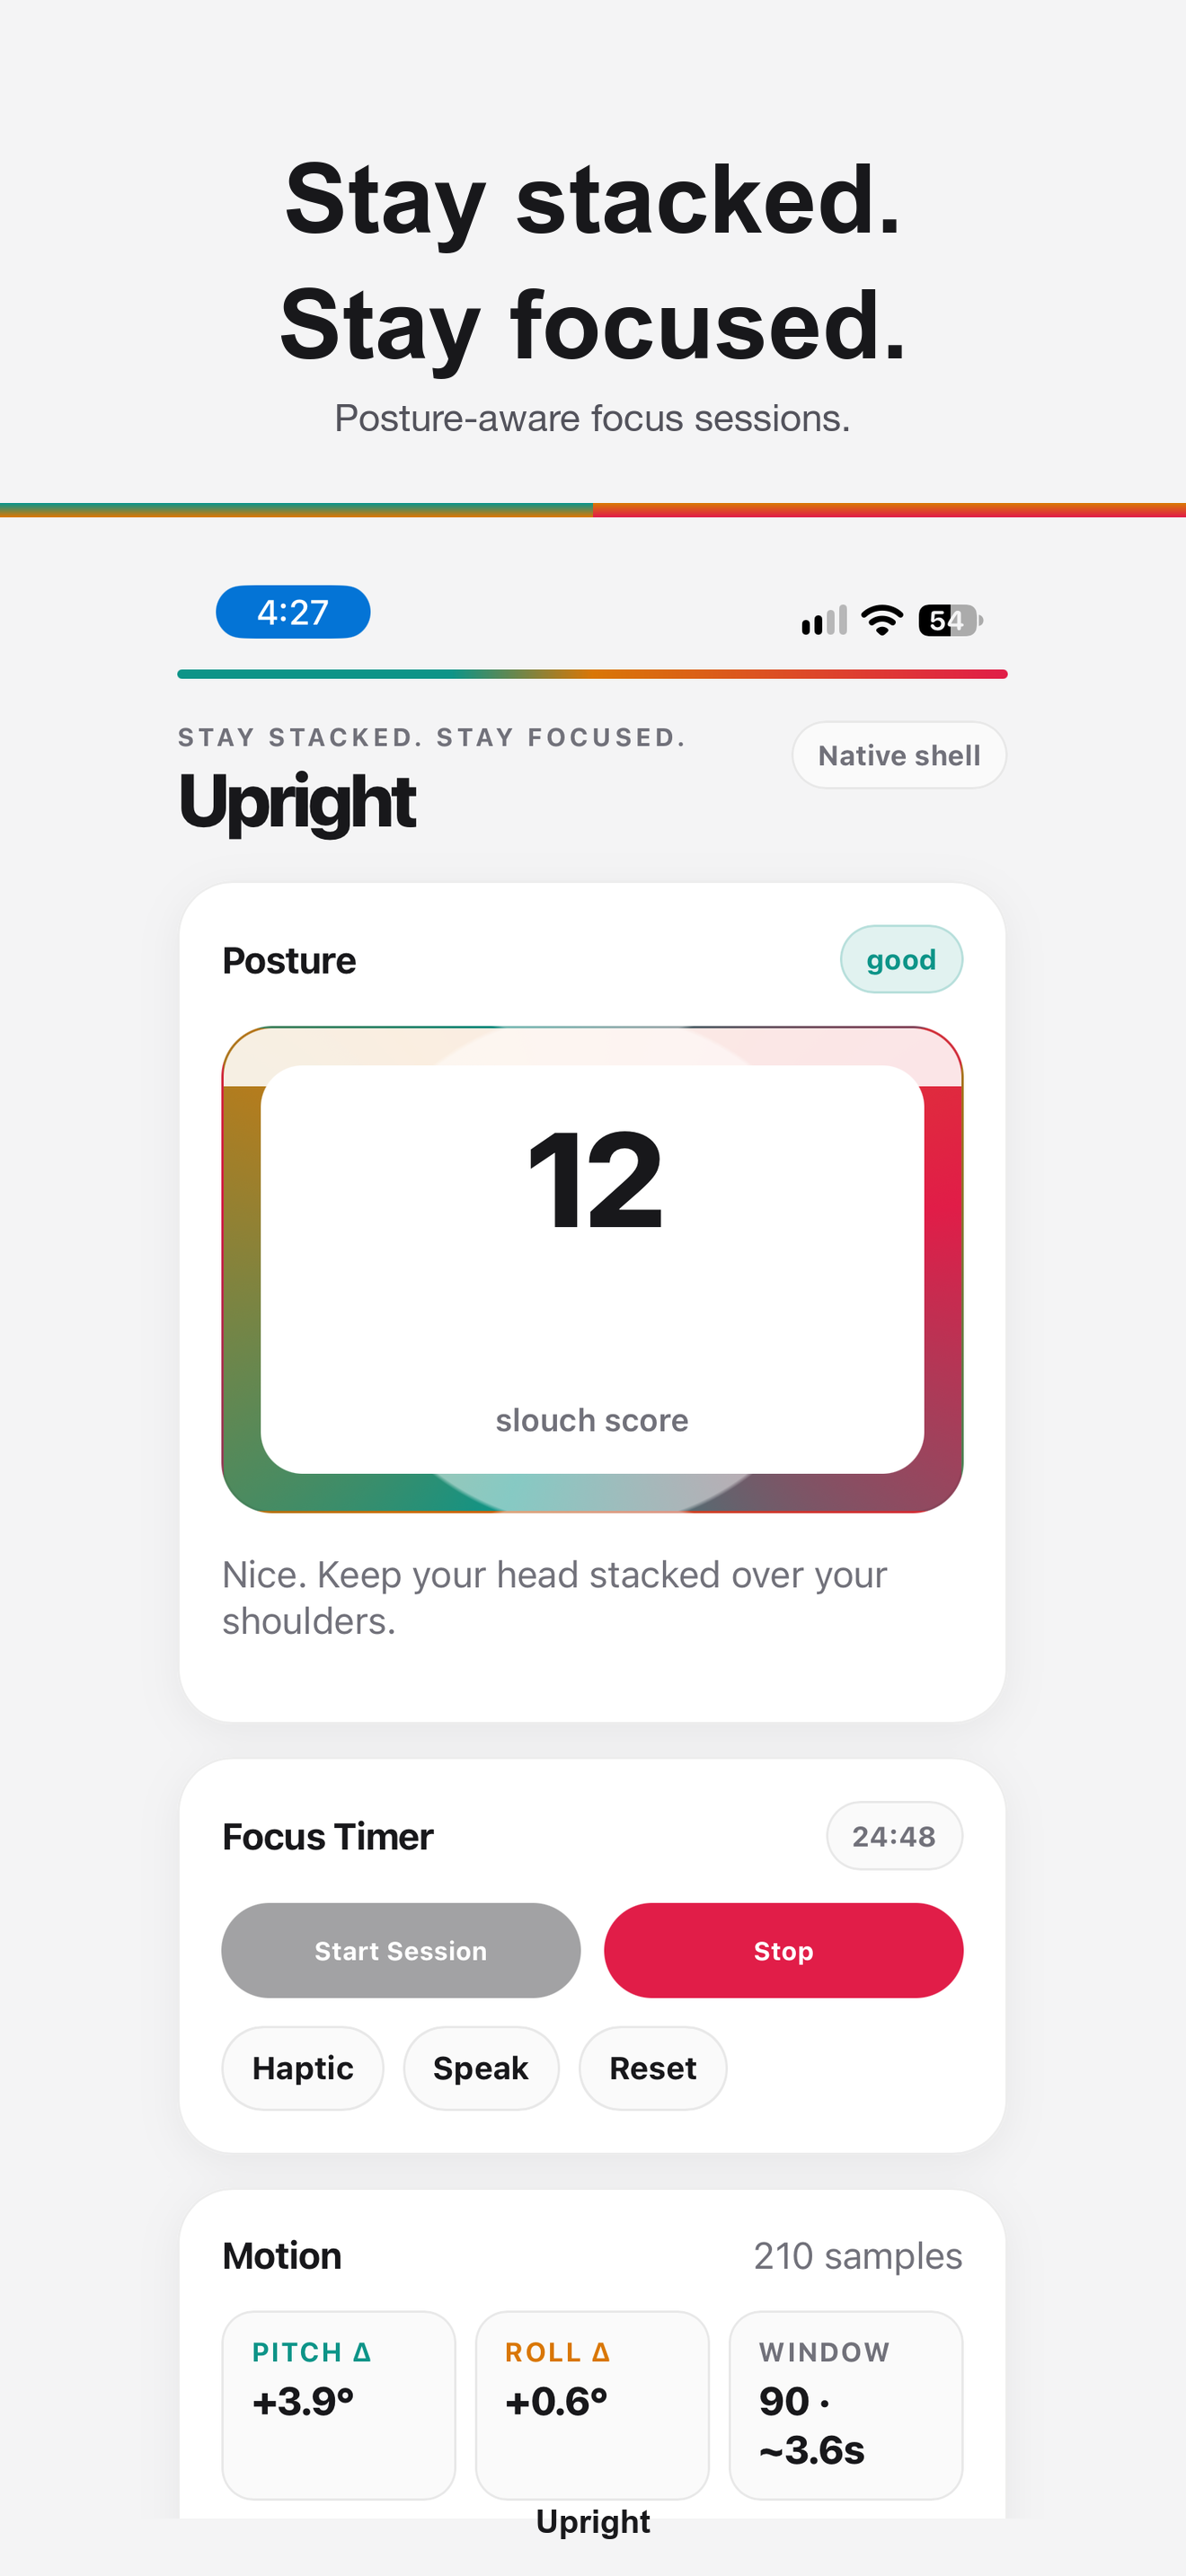 Stay stacked.
Stay focused.
Posture-aware focus sessions.
4:27
54
STAY STACKED. STAY FOCUSED.
Native shell
Upright
Posture
good
12
slouch score
Nice. Keep your head stacked over your
shoulders.
Focus Timer
24:48
Start Session
Stop
Haptic
Speak
Reset
Motion
210 samples
PITCH Δ
+3.9°
ROLL Δ
+0.6°
WINDOW
90 ·
~3.6s
Upright